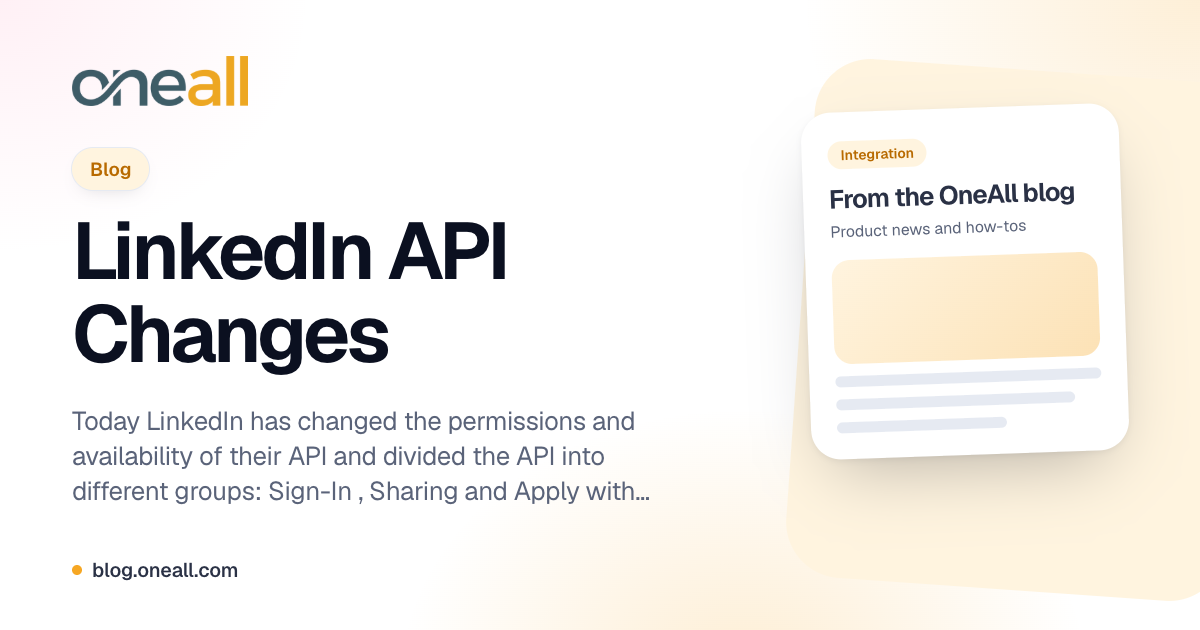 oneall
Blog
LinkedIn API
Changes
Today LinkedIn has changed the permissions and
availability of their API and divided the API into
different groups: Sign-In , Sharing and Apply with...
blog.oneall.com
Integration
From the OneAll blog
Product news and how-tos